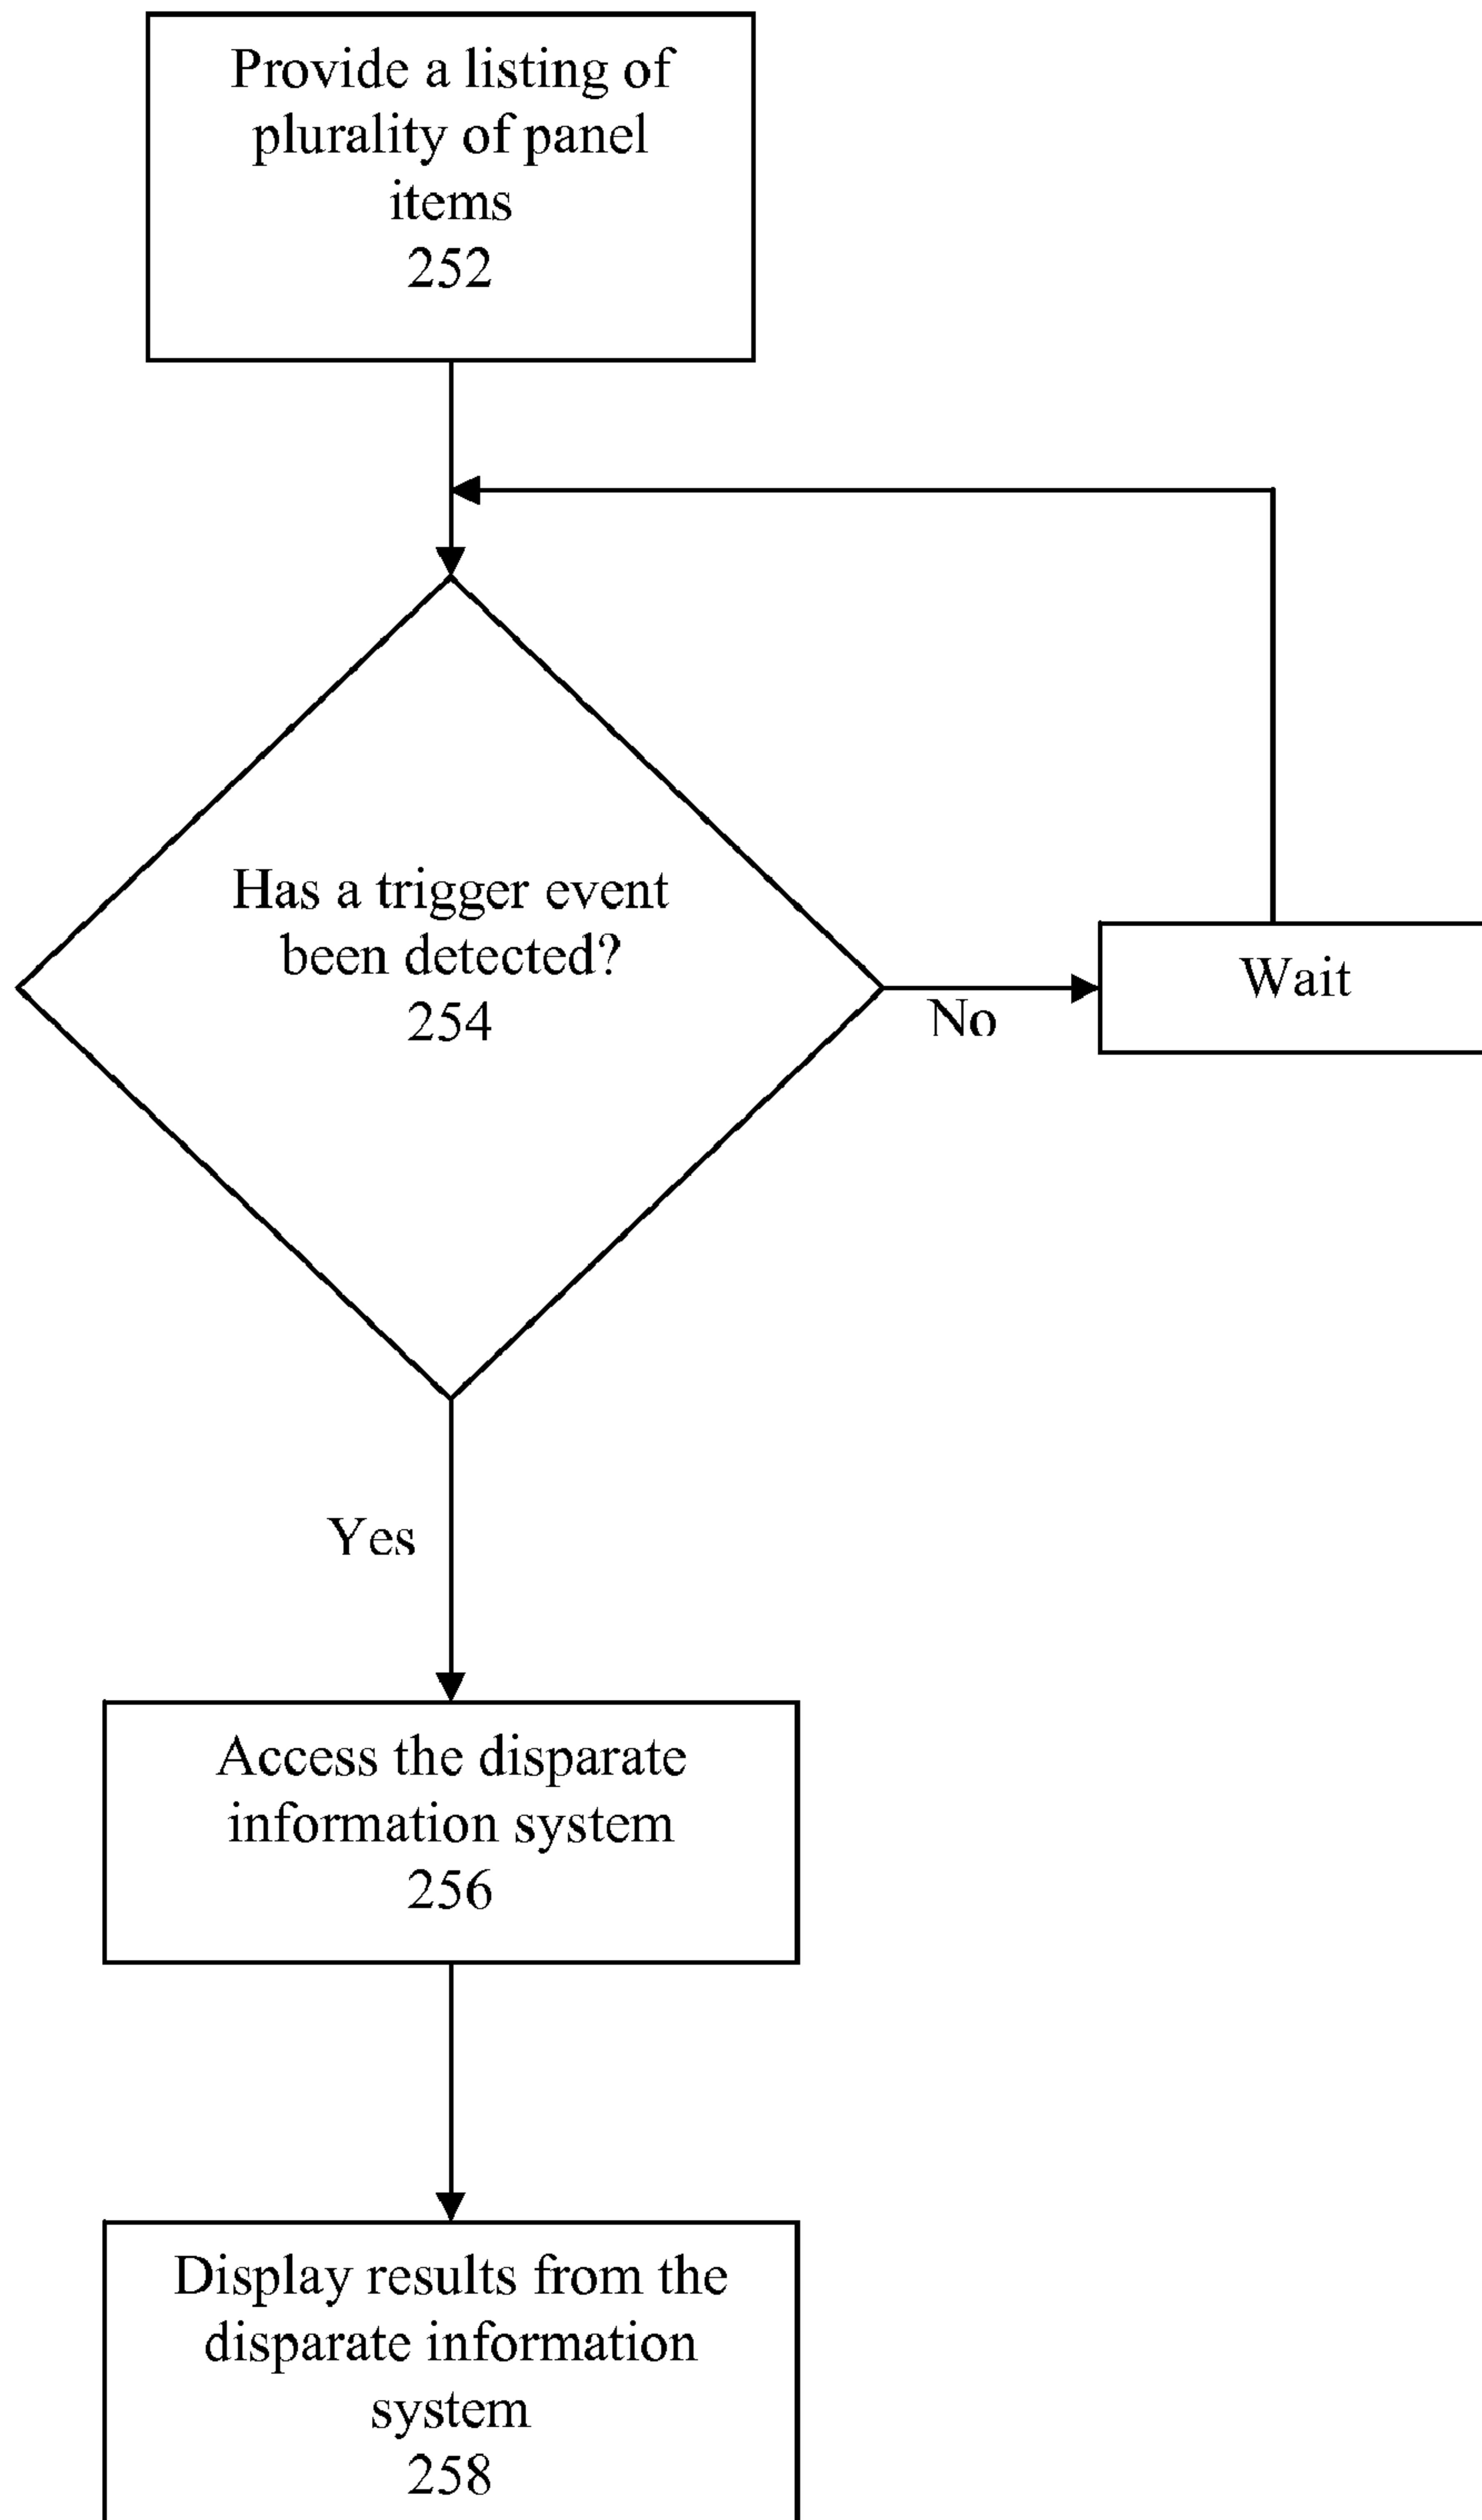 Provide a listing of
plurality of panel
items
252
Has a trigger event
been detected?
254
No
Wait
Yes
Access the disparate
information system
256
Display results from the
disparate information
system
258